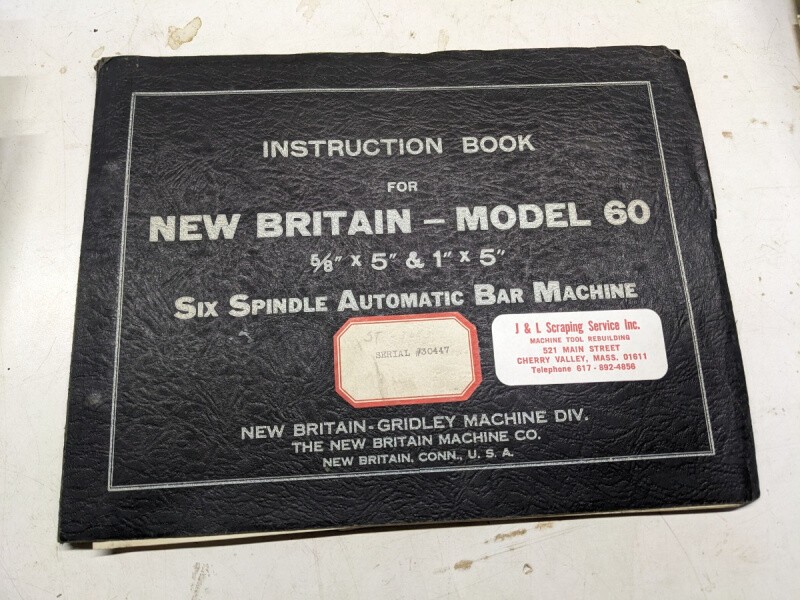 INSTRUCTION BOOK
FOR
NEW BRITAIN – MODEL 60
5/8" x 5" & 1" x 5"
SIX SPINDLE AUTOMATIC BAR MACHINE
ST
SERIAL #30447
J & L Scraping Service Inc.
MACHINE TOOL REBUILDING
521 MAIN STREET
CHERRY VALLEY, MASS. 01611
Telephone 617-892-4856
NEW BRITAIN-GRIDLEY MACHINE DIV.
THE NEW BRITAIN MACHINE CO.
NEW BRITAIN, CONN., U. S. A.